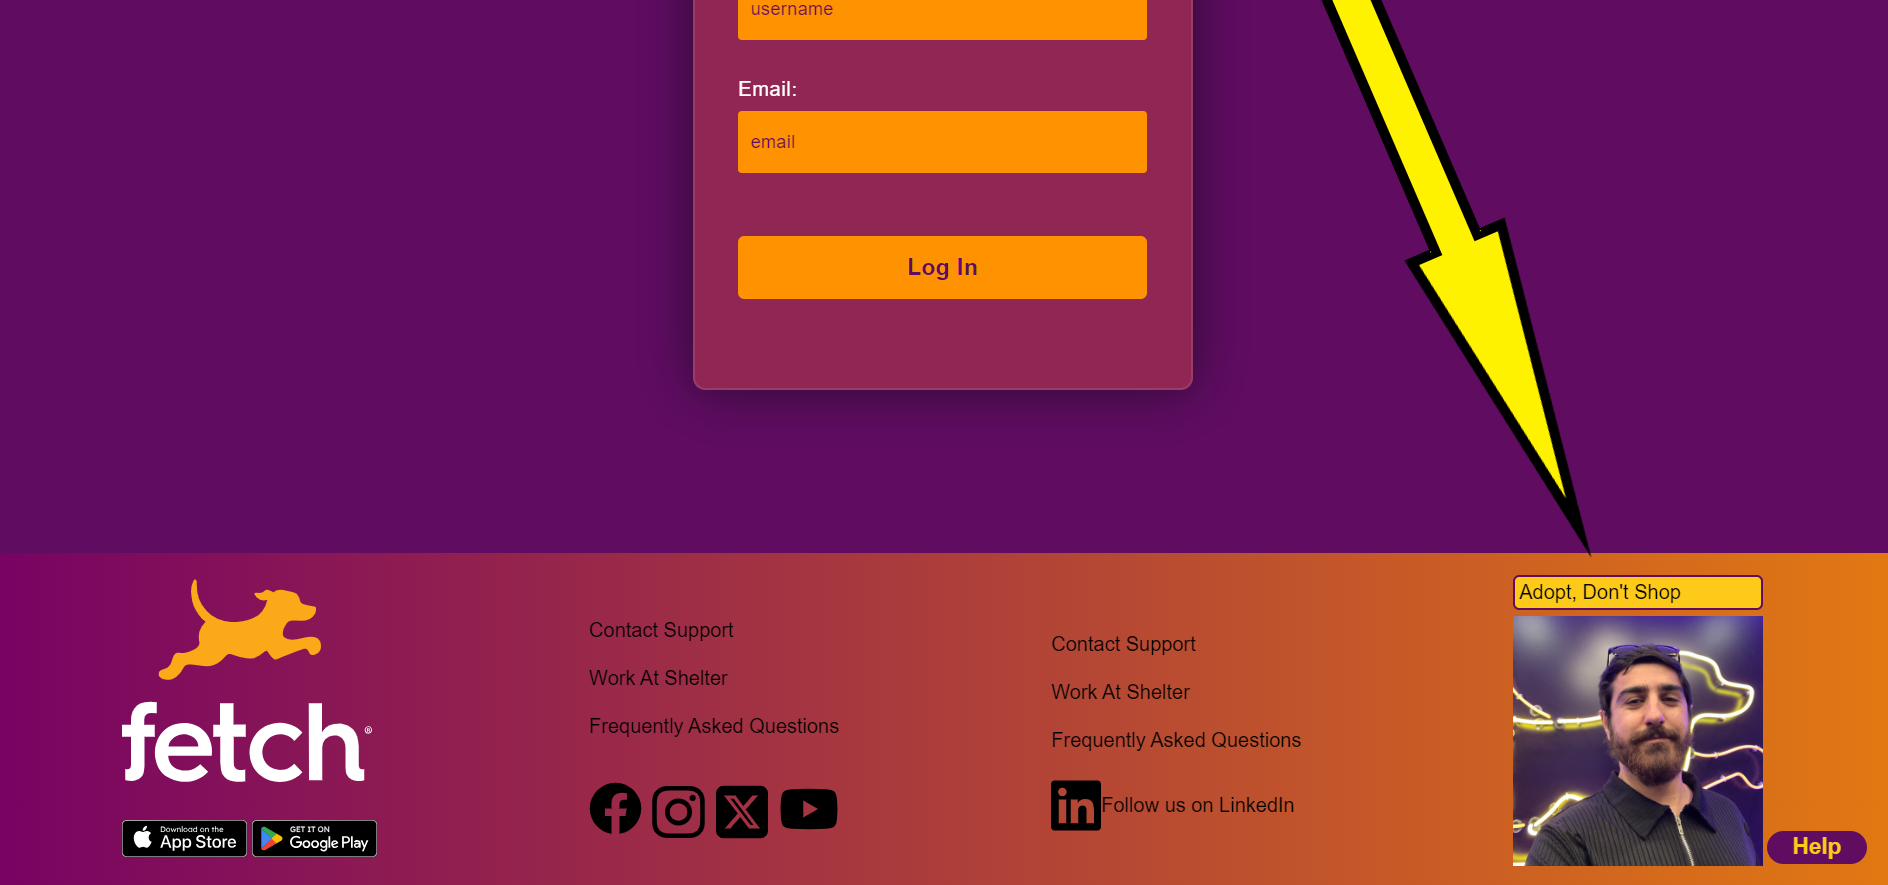 username
Email:
email
Log In
fetch®
Download on the
App Store
GET IT ON
Google Play
Contact Support
Work At Shelter
Frequently Asked Questions
Contact Support
Work At Shelter
Frequently Asked Questions
in Follow us on LinkedIn
Adopt, Don't Shop
Help